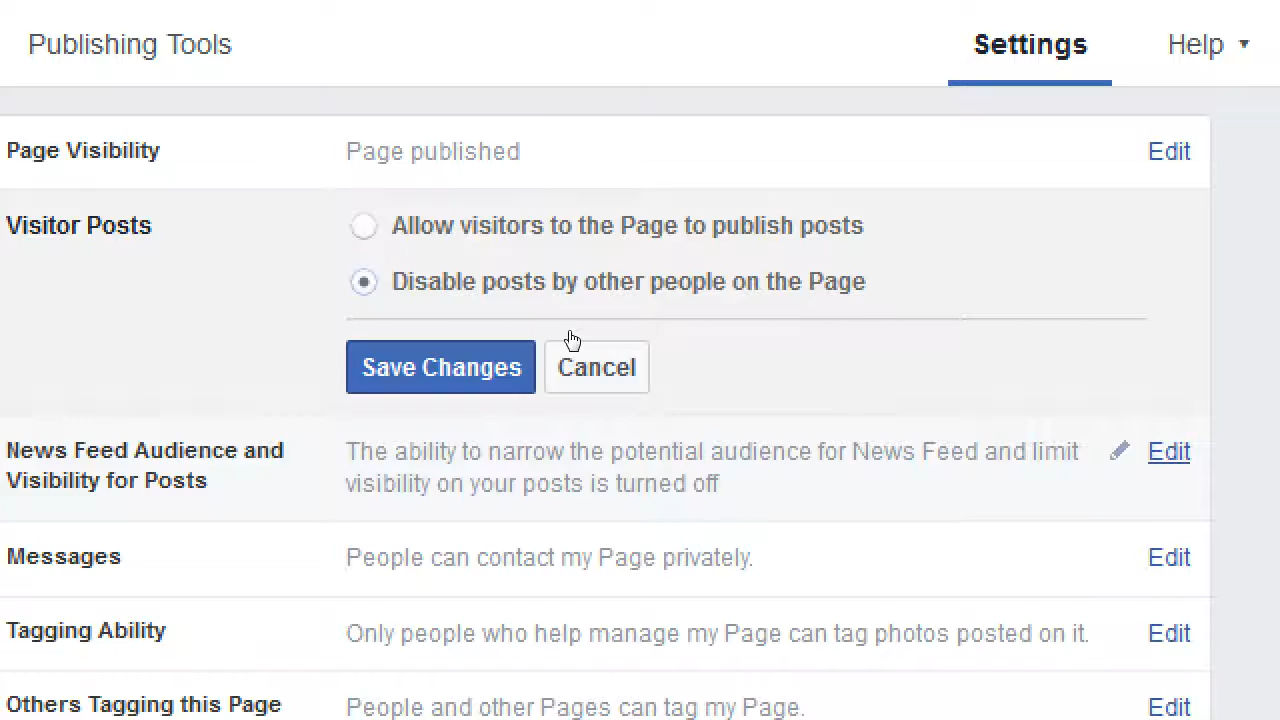 Publishing Tools Settings Help
Page Visibility Page published Edit
Visitor Posts Allow visitors to the Page to publish posts
Disable posts by other people on the Page
Save Changes Cancel
News Feed Audience and The ability to narrow the potential audience for News Feed and limit Edit
Visibility for Posts visibility on your posts is turned off
Messages People can contact my Page privately. Edit
Tagging Ability Only people who help manage my Page can tag photos posted on it. Edit
Others Tagging this Page People and other Pages can tag my Page. Edit